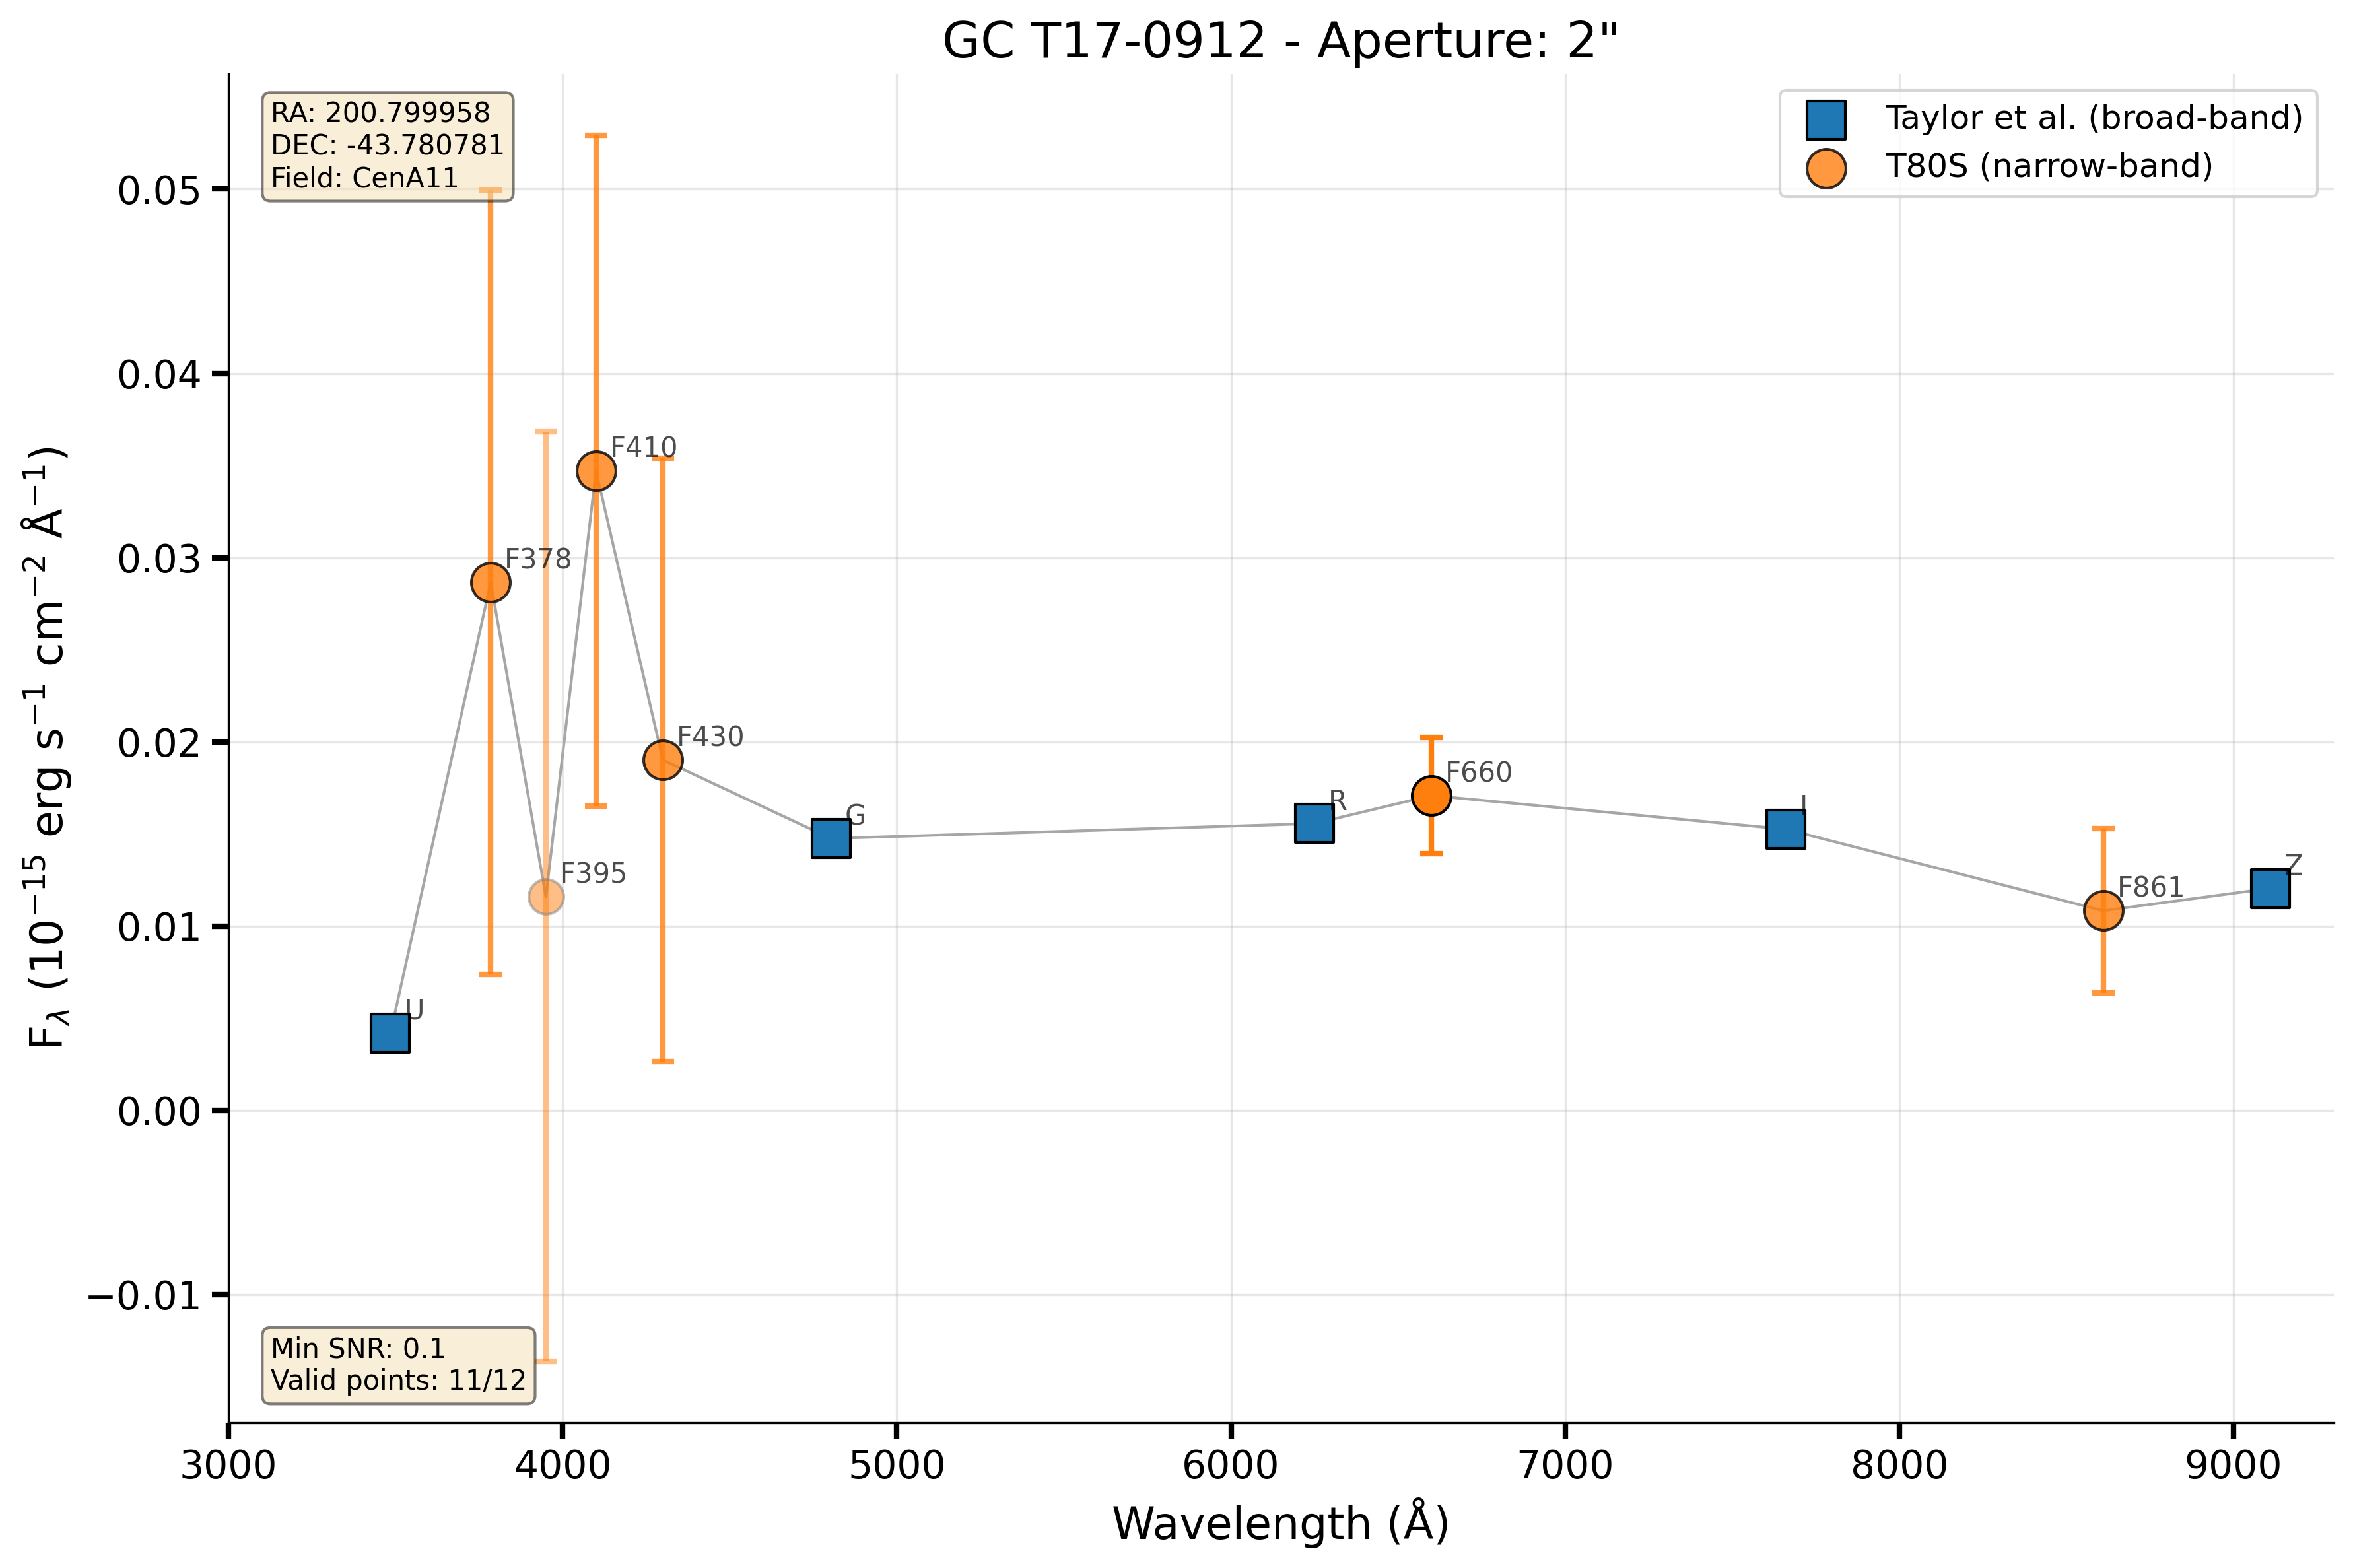 GC T17-0912 - Aperture: 2"
RA: 200.799958
DEC: -43.780781
Field: CenA11
Taylor et al. (broad-band)
T80S (narrow-band)
F$_{λ}$ (10$^{−15}$ erg s$^{−1}$ cm$^{−2}$ Å$^{−1}$)
0.05
0.04
0.03
0.02
0.01
0.00
−0.01
U
F378
F395
F410
F430
G
R
F660
I
F861
Z
Min SNR: 0.1
Valid points: 11/12
3000 4000 5000 6000 7000 8000 9000
Wavelength (Å)